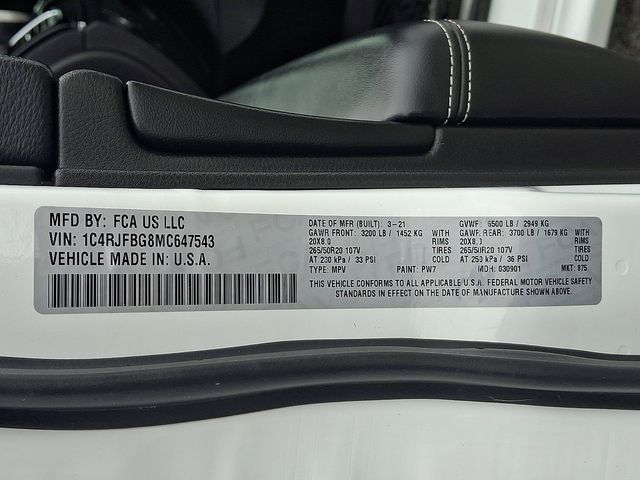 MFD BY: FCA US LLC
VIN: 1C4RJFBG8MC647543
VEHICLE MADE IN: U.S.A.
DATE OF MFR (BUILT): 3-21 GVWF: 6500 LB / 2949 KG
GAWR FRONT: 3200 LB / 1452 KG WITH GAWR. REAR: 3700 LB / 1679 KG WITH
20X8.0 RIMS 20X8.0 RIMS
265/50R20 107V TIRES 265/50R20 107V TIRES
AT 230 kPa / 33 PSI COLD AT 250 kPa / 36 PSI COLD
TYPE: MPV PAINT: PW7 MDH: 030901 MKT: 875
THIS VEHICLE CONFORMS TO ALL APPLICABLE U.S.A. FEDERAL MOTOR VEHICLE SAFETY
STANDARDS IN EFFECT ON THE DATE OF MANUFACTURE SHOWN ABOVE.